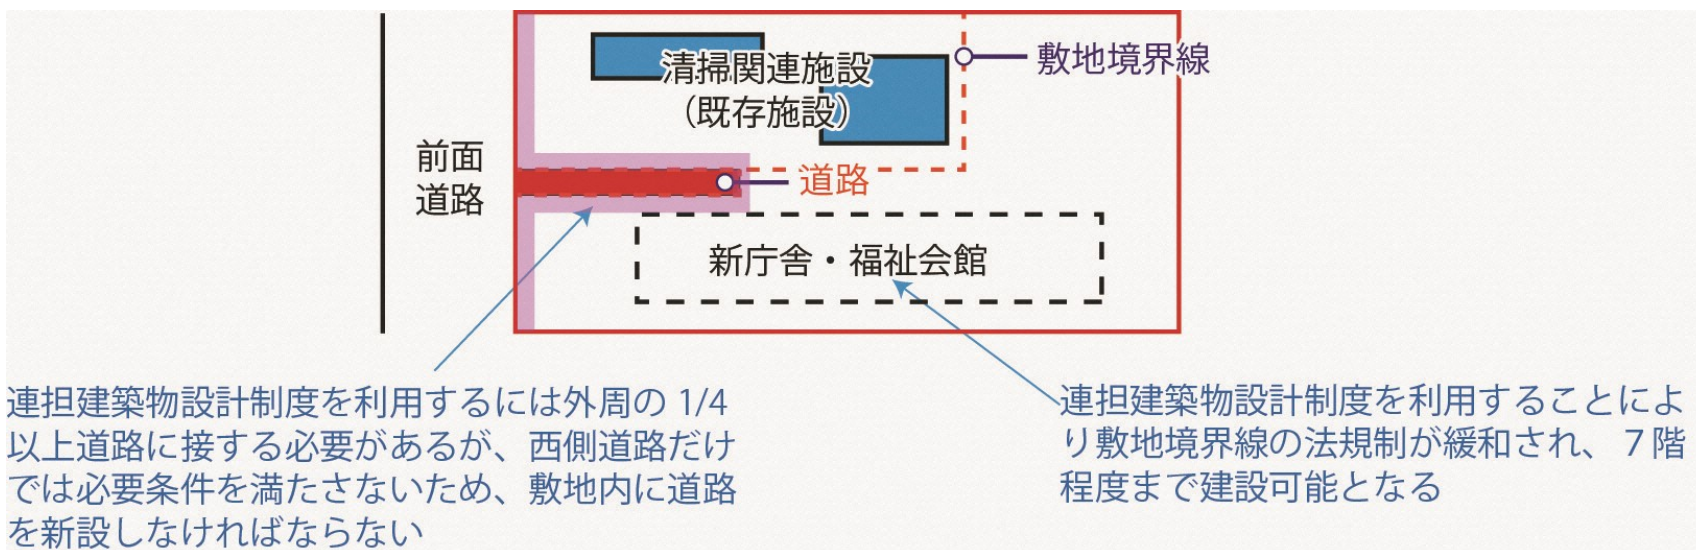 清掃関連施設
（既存施設）
敷地境界線
前面
道路
道路
新庁舎・福祉会館
連担建築物設計制度を利用するには外周の 1/4
以上道路に接する必要があるが、西側道路だけ
では必要条件を満たさないため、敷地内に道路
を新設しなければならない
連担建築物設計制度を利用することによ
り敷地境界線の法規制が緩和され、７階
程度まで建設可能となる